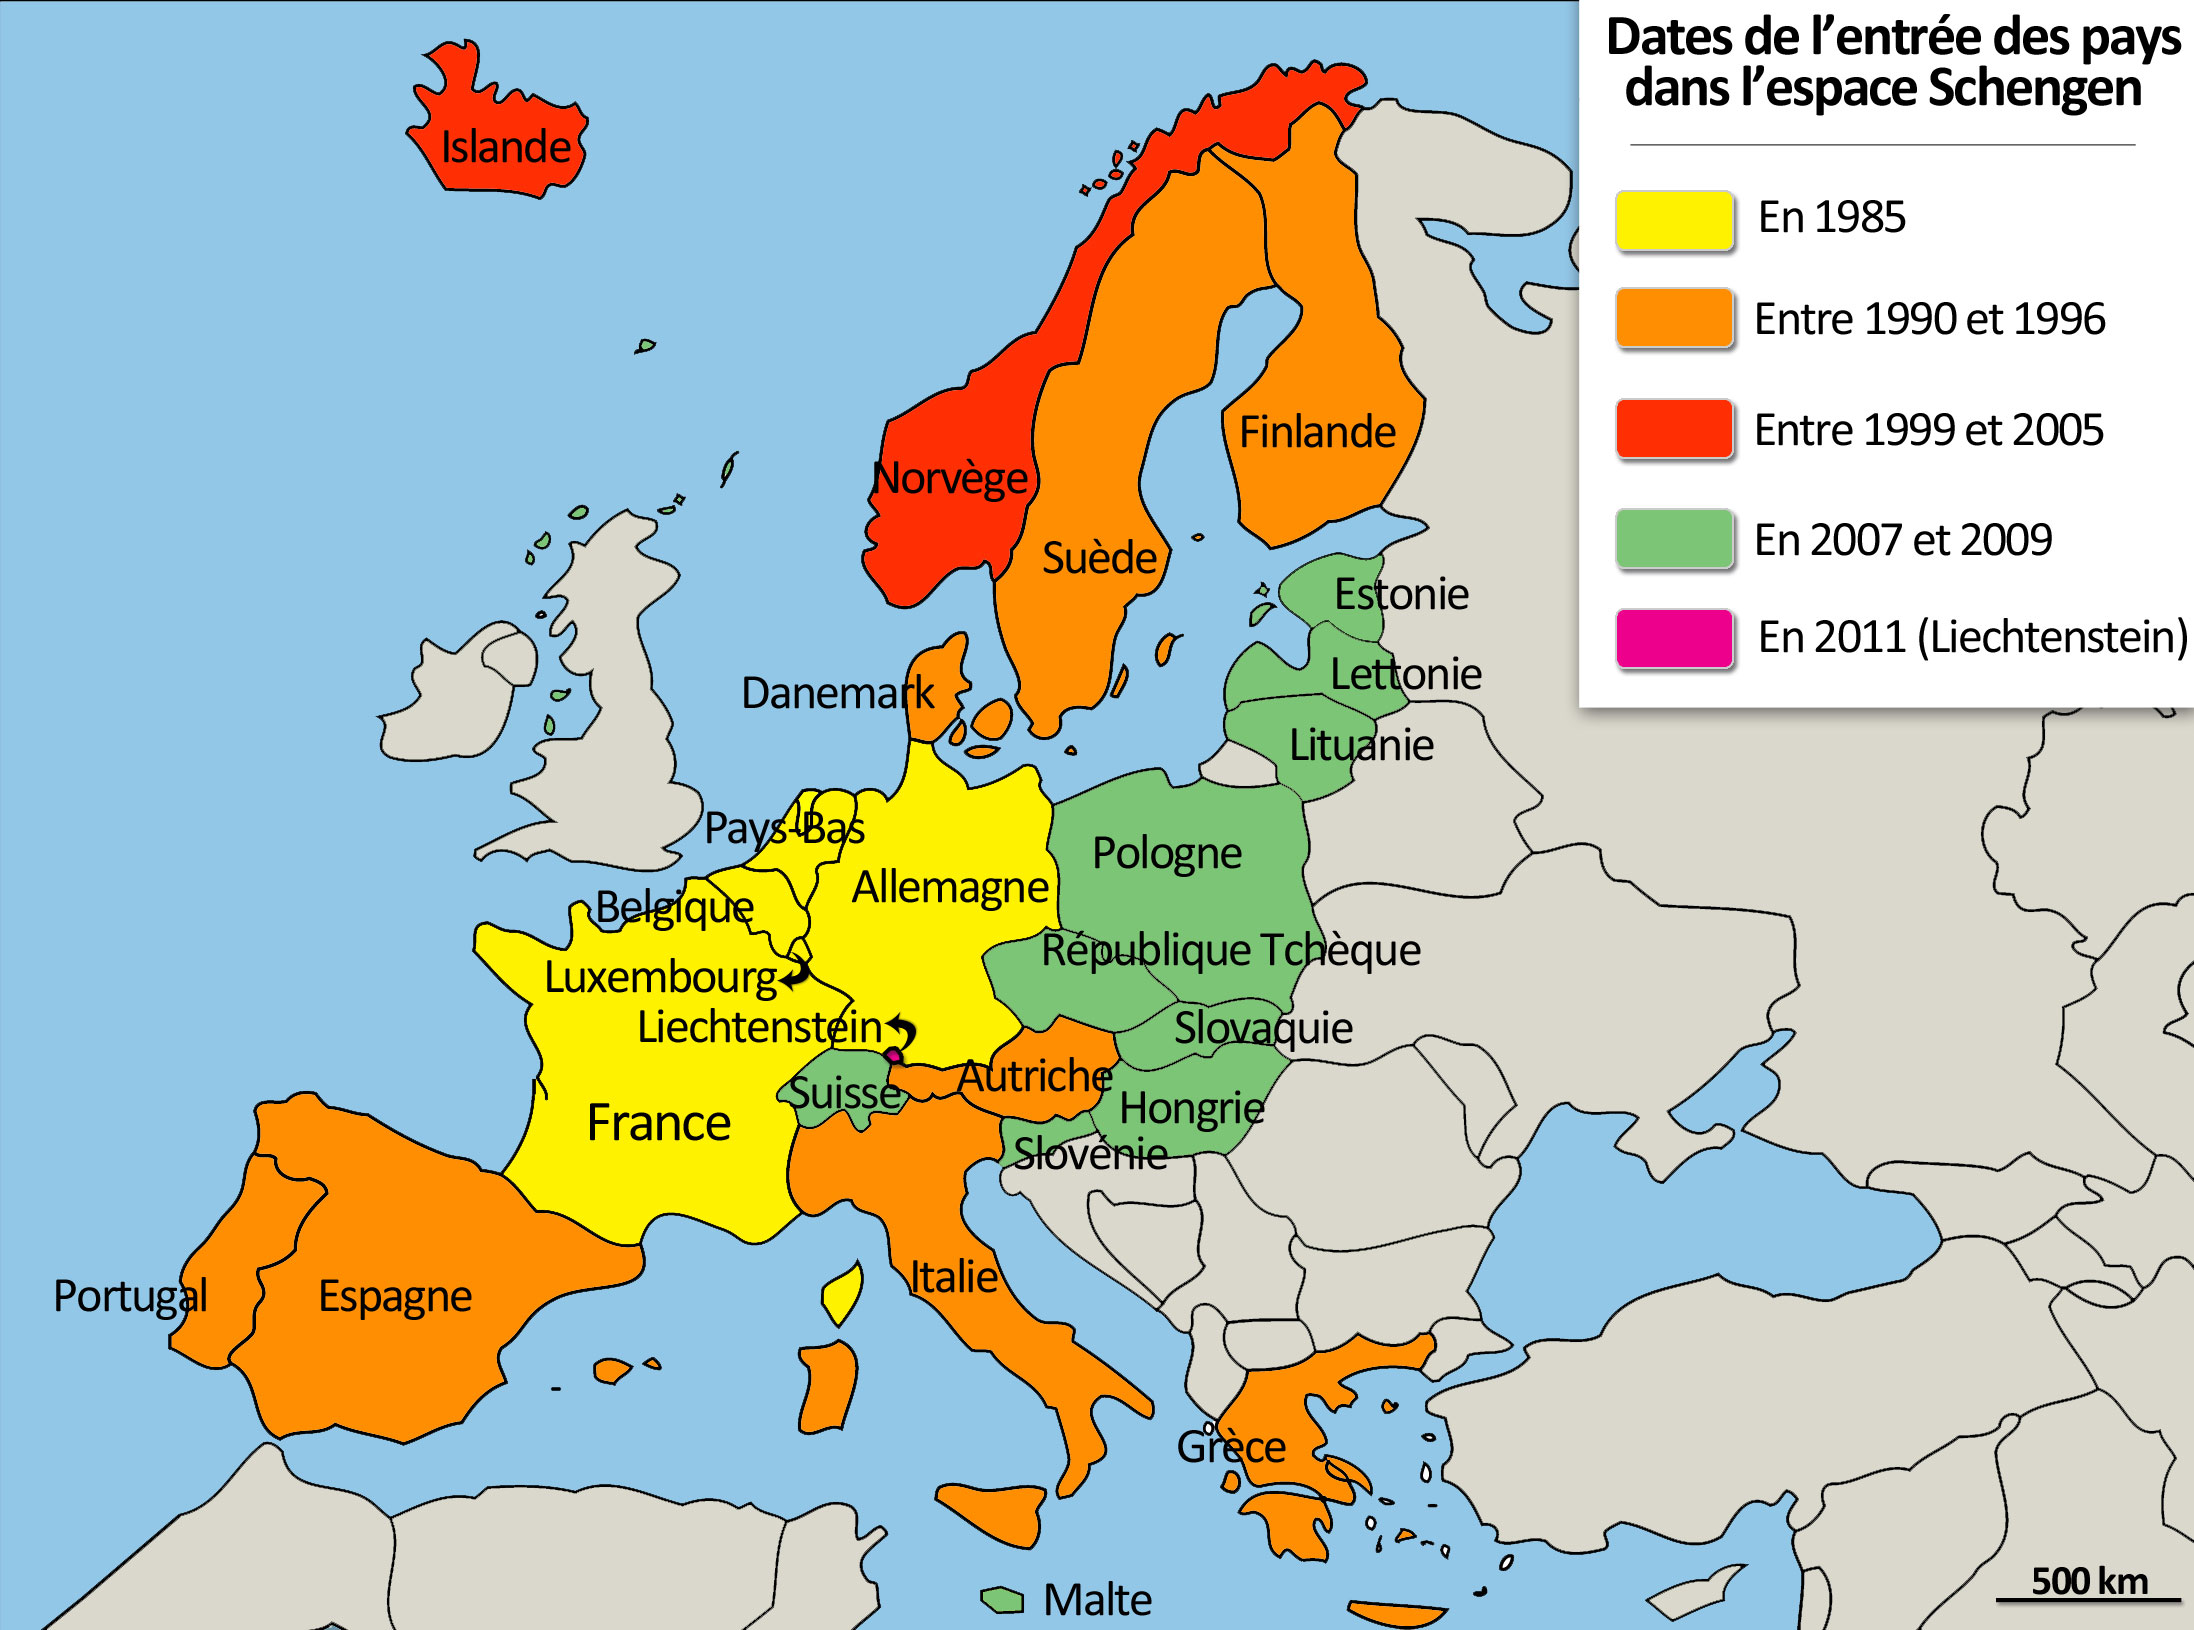 Dates de l'entrée des pays
dans l'espace Schengen
En 1985
Entre 1990 et 1996
Entre 1999 et 2005
En 2007 et 2009
En 2011 (Liechtenstein)
Islande
Norvège
Finlande
Suède
Estonie
Lettonie
Danemark
Lituanie
Pays-Bas
Pologne
Allemagne
Belgique
République Tchèque
Luxembourg
Liechtenstein
Slovaquie
Autriche
Suisse
Hongrie
France
Slovénie
Italie
Portugal
Espagne
Grèce
Malte
500 km